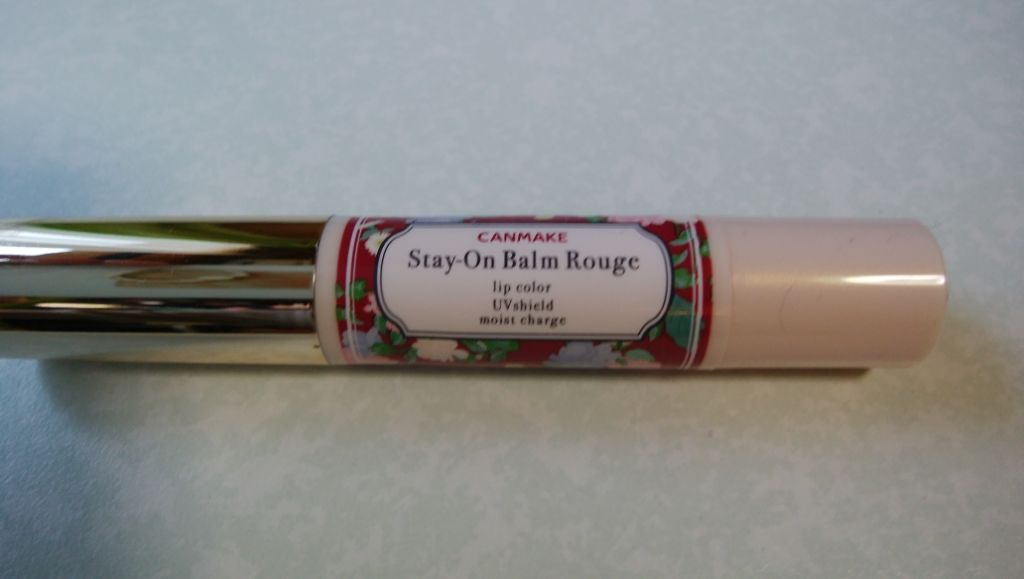 CANMAKE
Stay-On Balm Rouge
lip color
UVshield
moist charge